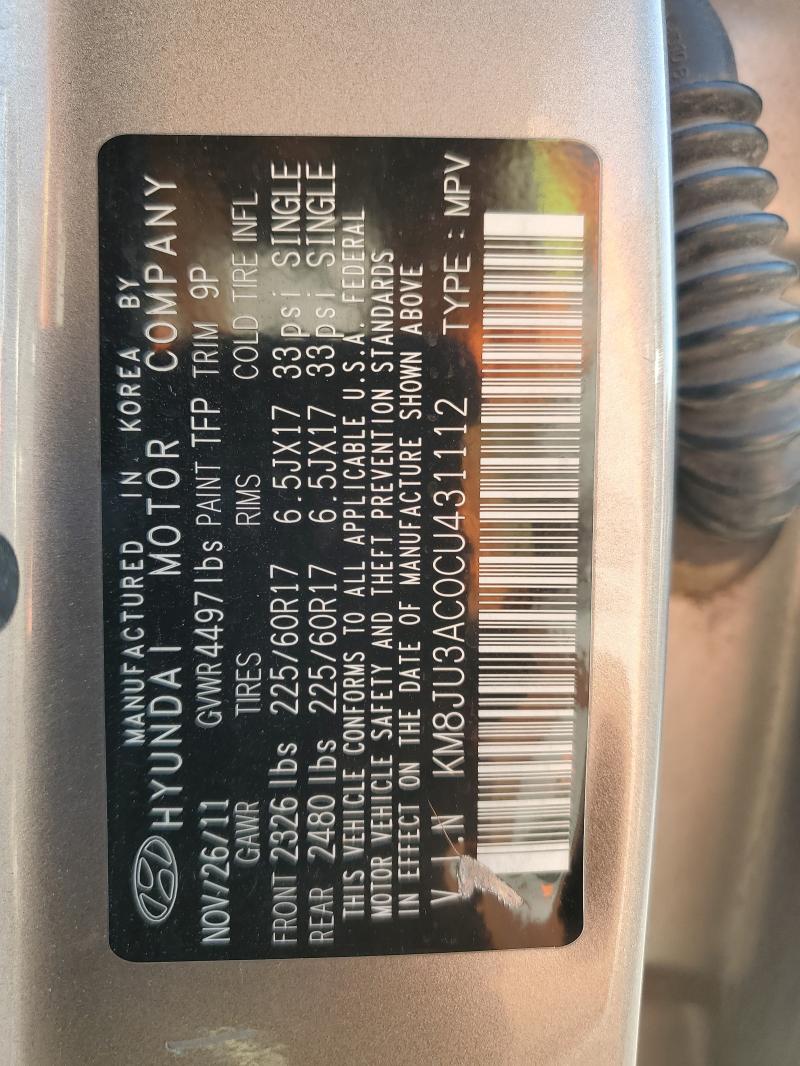 MANUFACTURED IN KOREA BY
HYUNDAI MOTOR COMPANY
NOV/26/11 GVWR4497lbs PAINT TFP TRIM 9P
GAWR TIRES RIMS COLD TIRE INFL
FRONT 2326 lbs 225/60R17 6.5JX17 33psi SINGLE
REAR 2480 lbs 225/60R17 6.5JX17 33psi SINGLE
THIS VEHICLE CONFORMS TO ALL APPLICABLE U.S.A. FEDERAL
MOTOR VEHICLE SAFETY AND THEFT PREVENTION STANDARDS
IN EFFECT ON THE DATE OF MANUFACTURE SHOWN ABOVE
V.I.N KM8JU3AC0CU431112 TYPE : MPV